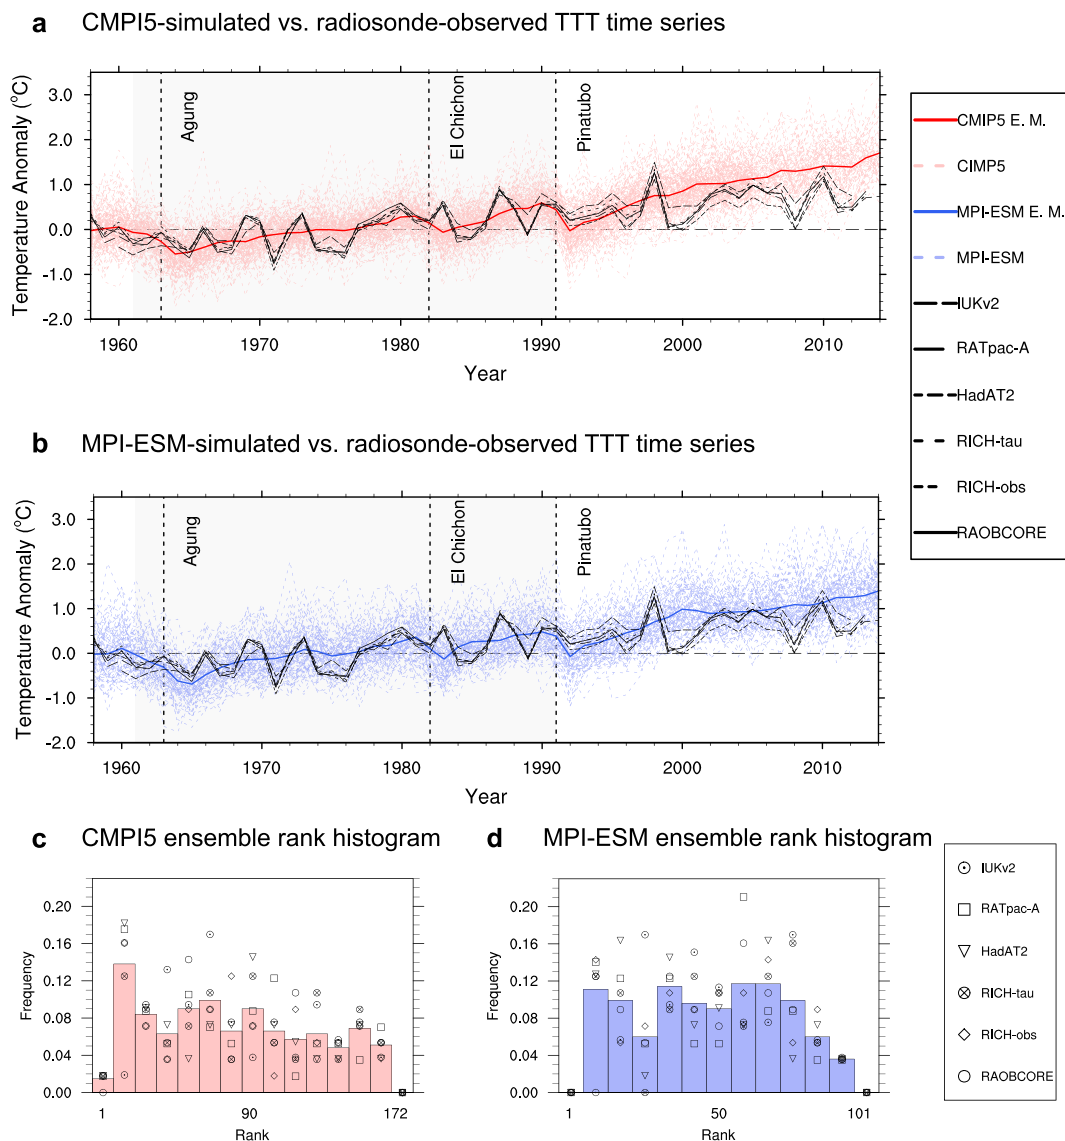 a CMPI5-simulated vs. radiosonde-observed TTT time series
Temperature Anomaly (°C)
3.0
2.0
1.0
0.0
-1.0
-2.0
Agung
El Chichon
Pinatubo
1960 1970 1980 1990 2000 2010
Year
CMIP5 E. M.
CIMP5
MPI-ESM E. M.
MPI-ESM
IUKv2
RATpac-A
HadAT2
RICH-tau
RICH-obs
RAOBCORE
b MPI-ESM-simulated vs. radiosonde-observed TTT time series
Temperature Anomaly (°C)
3.0
2.0
1.0
0.0
-1.0
-2.0
Agung
El Chichon
Pinatubo
1960 1970 1980 1990 2000 2010
Year
c CMPI5 ensemble rank histogram
Frequency
0.20
0.16
0.12
0.08
0.04
0.00
1 90 172
Rank
d MPI-ESM ensemble rank histogram
Frequency
0.20
0.16
0.12
0.08
0.04
0.00
1 50 101
Rank
IUKv2
RATpac-A
HadAT2
RICH-tau
RICH-obs
RAOBCORE